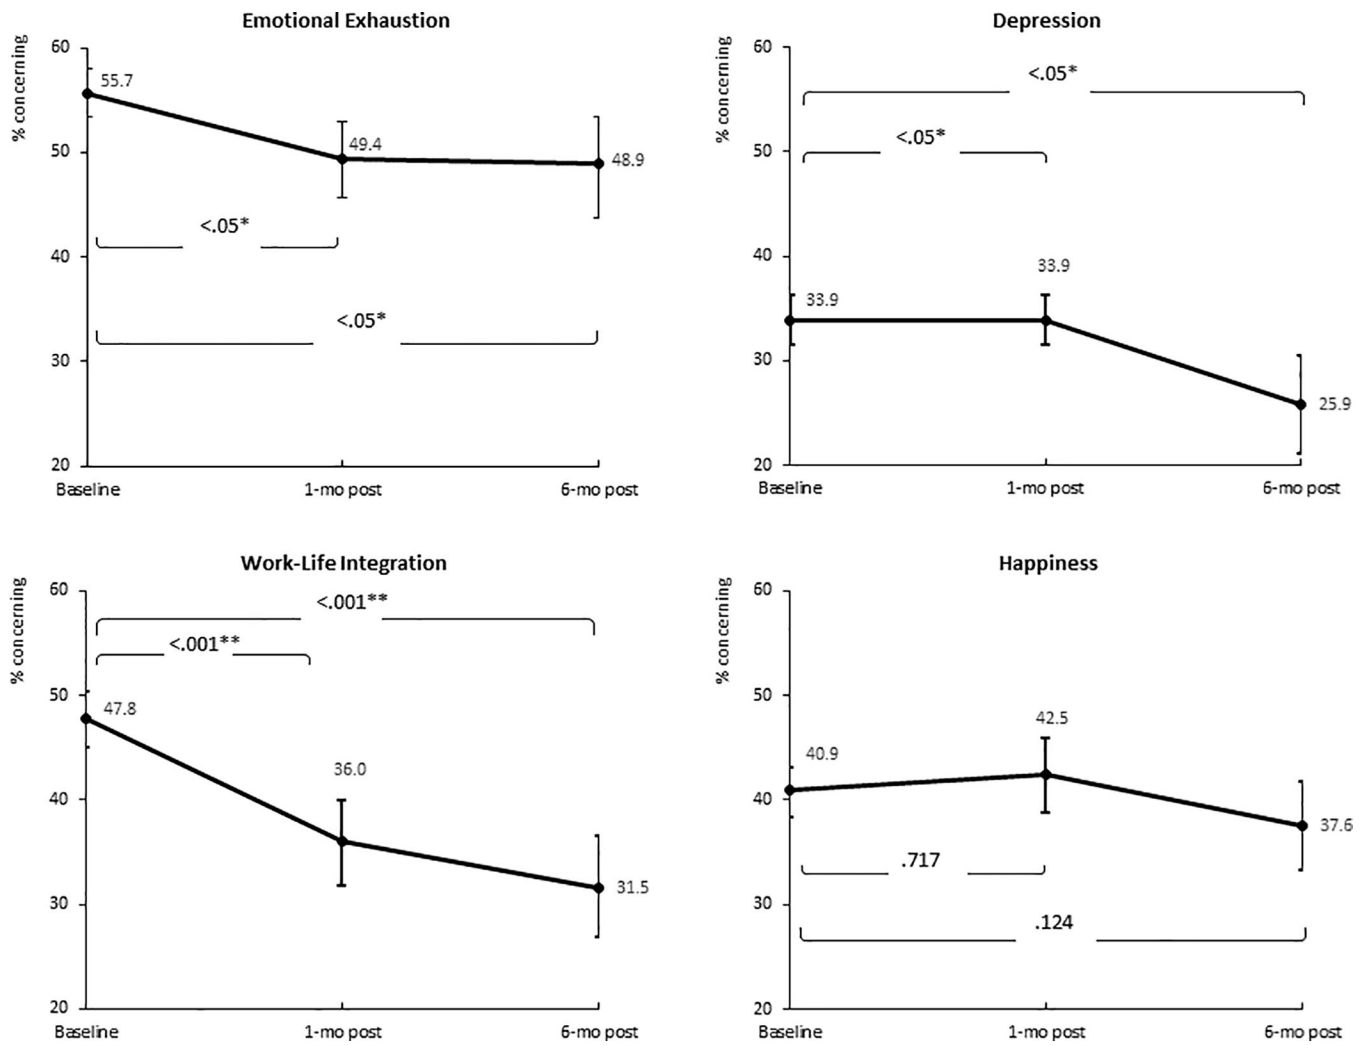 Emotional Exhaustion
% concerning
60
50
40
30
20
55.7
49.4
48.9
<.05*
<.05*
Baseline
1-mo post
6-mo post
Depression
% concerning
60
50
40
30
20
<.05*
<.05*
33.9
33.9
25.9
Baseline
1-mo post
6-mo post
Work-Life Integration
% concerning
60
50
40
30
20
<.001**
<.001**
47.8
36.0
31.5
Baseline
1-mo post
6-mo post
Happiness
% concerning
60
50
40
30
20
40.9
42.5
37.6
.717
.124
Baseline
1-mo post
6-mo post